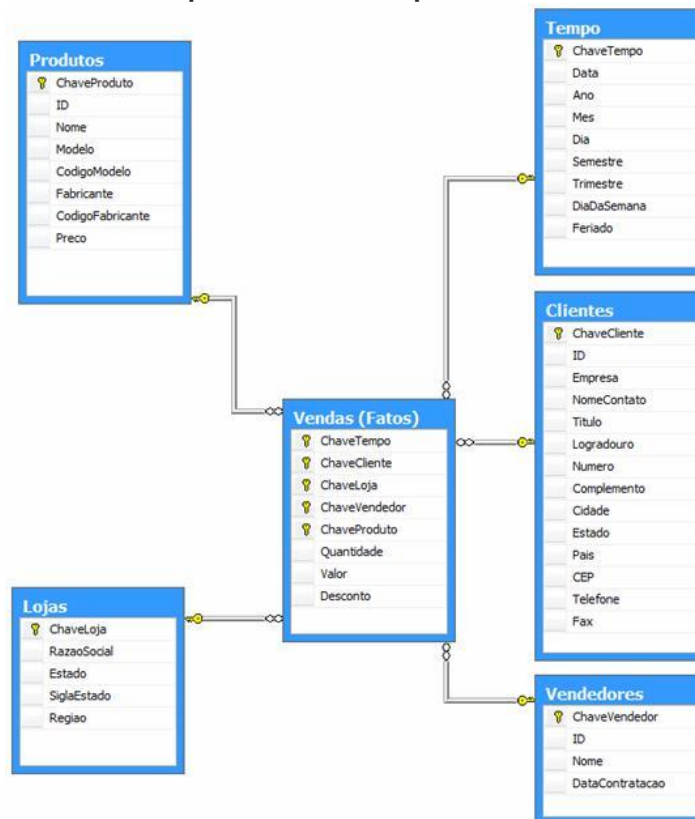 Produtos
ChaveProduto
ID
Nome
Modelo
CodigoModelo
Fabricante
CodigoFabricante
Preco
Tempo
ChaveTempo
Data
Ano
Mes
Dia
Semestre
Trimestre
DiaDaSemana
Feriado
Clientes
ChaveCliente
ID
Empresa
NomeContato
Titulo
Logradouro
Numero
Complemento
Cidade
Estado
Pais
CEP
Telefone
Fax
Vendas (Fatos)
ChaveTempo
ChaveCliente
ChaveLoja
ChaveVendedor
ChaveProduto
Quantidade
Valor
Desconto
Lojas
ChaveLoja
RazaoSocial
Estado
SiglaEstado
Regiao
Vendedores
ChaveVendedor
ID
Nome
DataContratacao